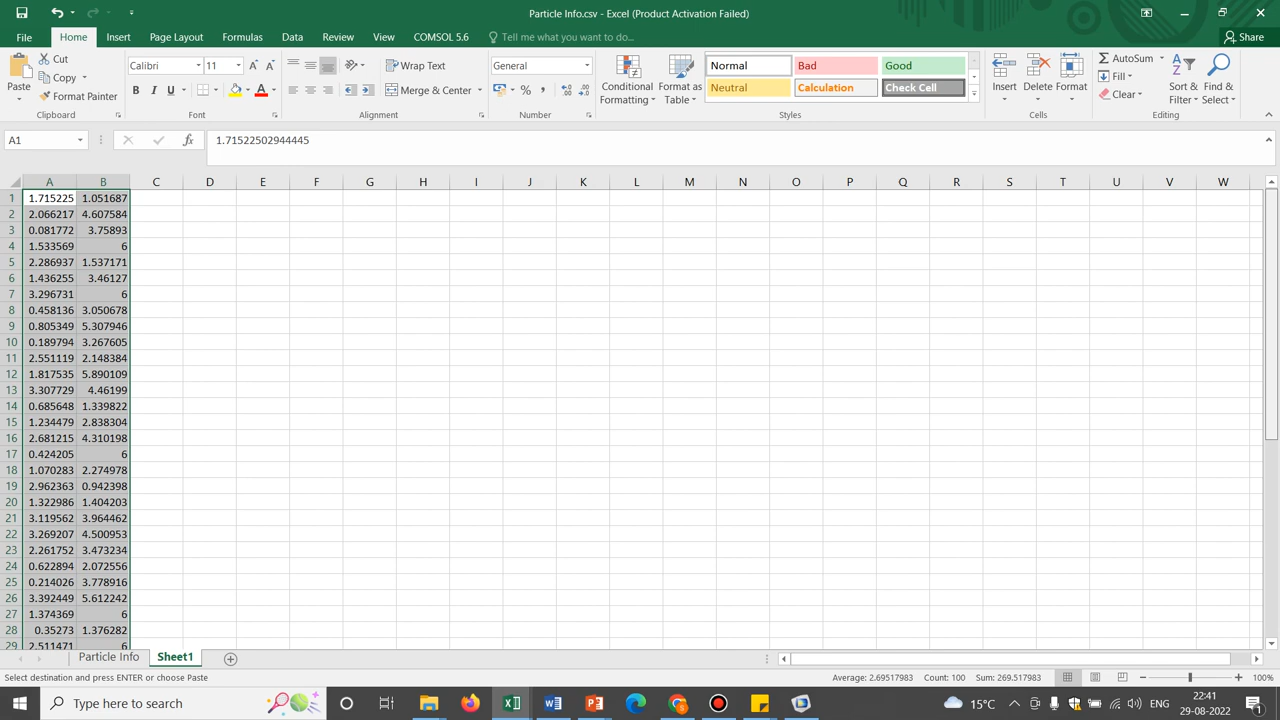 Particle Info.csv - Excel (Product Activation Failed)
File Home Insert Page Layout Formulas Data Review View COMSOL 5.6 Tell me what you want to do... Share
Paste Cut Copy Format Painter
Calibri 11
B I U A
Wrap Text
Merge & Center
General
% ,
Conditional Formatting
Format as Table
Normal Bad Good
Neutral Calculation Check Cell
Insert Delete Format
AutoSum
Fill
Clear
Sort & Filter
Find & Select
Clipboard Font Alignment Number Styles Cells Editing
A1 fx 1.71522502944445
A B C D E F G H I J K L M N O P Q R S T U V W
1 1.715225 1.051687
2 2.066217 4.607584
3 0.081772 3.75893
4 1.533569 6
5 2.286937 1.537171
6 1.436255 3.46127
7 3.296731 6
8 0.458136 3.050678
9 0.805349 5.307946
10 0.189794 3.267605
11 2.551119 2.148384
12 1.817535 5.890109
13 3.307729 4.46199
14 0.685648 1.339822
15 1.234479 2.838304
16 2.681215 4.310198
17 0.424205 6
18 1.070283 2.274978
19 2.962363 0.942398
20 1.322986 1.404203
21 3.119562 3.964462
22 3.269207 4.500953
23 2.261752 3.473234
24 0.622894 2.072556
25 0.214026 3.778916
26 3.392449 5.612242
27 1.374369 6
28 0.35273 1.376282
29 2.511471 6
Particle Info Sheet1
Select destination and press ENTER or choose Paste Average: 2.69517983 Count: 100 Sum: 269.517983 100%
Type here to search 15°C ENG 22:41
29-08-2022